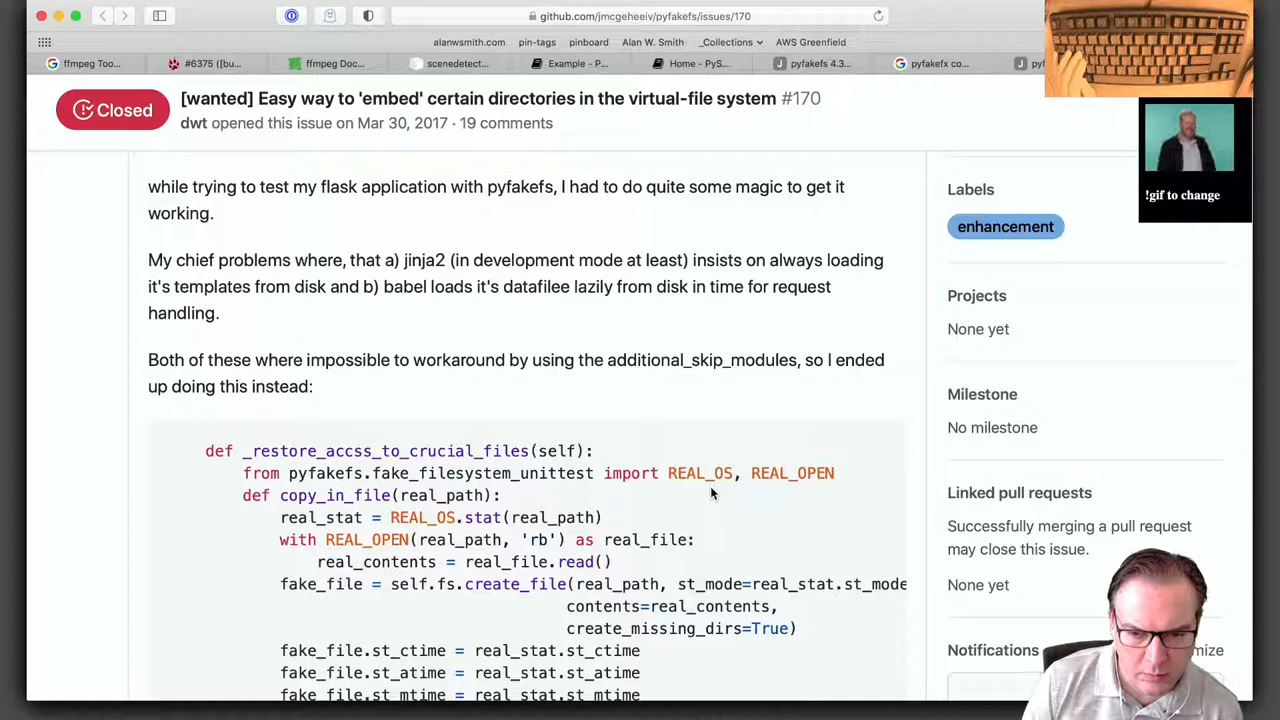 github.com/jmcgeheeiv/pyfakefs/issues/170
alanwsmith.com pin-tags pinboard Alan W. Smith _Collections AWS Greenfield
ffmpeg Too... #6375 ([bu... ffmpeg Doc... scenedetect... Example - P... Home - PyS... pyfakefs 4.3... pyfakefx co... pyf
Closed
[wanted] Easy way to 'embed' certain directories in the virtual-file system #170
dwt opened this issue on Mar 30, 2017 · 19 comments
!gif to change
while trying to test my flask application with pyfakefs, I had to do quite some magic to get it
working.
My chief problems where, that a) jinja2 (in development mode at least) insists on always loading
it's templates from disk and b) babel loads it's datafilee lazily from disk in time for request
handling.
Both of these where impossible to workaround by using the additional_skip_modules, so I ended
up doing this instead:
def _restore_accss_to_crucial_files(self):
from pyfakefs.fake_filesystem_unittest import REAL_OS, REAL_OPEN
def copy_in_file(real_path):
real_stat = REAL_OS.stat(real_path)
with REAL_OPEN(real_path, 'rb') as real_file:
real_contents = real_file.read()
fake_file = self.fs.create_file(real_path, st_mode=real_stat.st_mode
contents=real_contents,
create_missing_dirs=True)
fake_file.st_ctime = real_stat.st_ctime
fake_file.st_atime = real_stat.st_atime
fake_file.st_mtime = real_stat.st_mtime
Labels
enhancement
Projects
None yet
Milestone
No milestone
Linked pull requests
Successfully merging a pull request
may close this issue.
None yet
Notifications mize